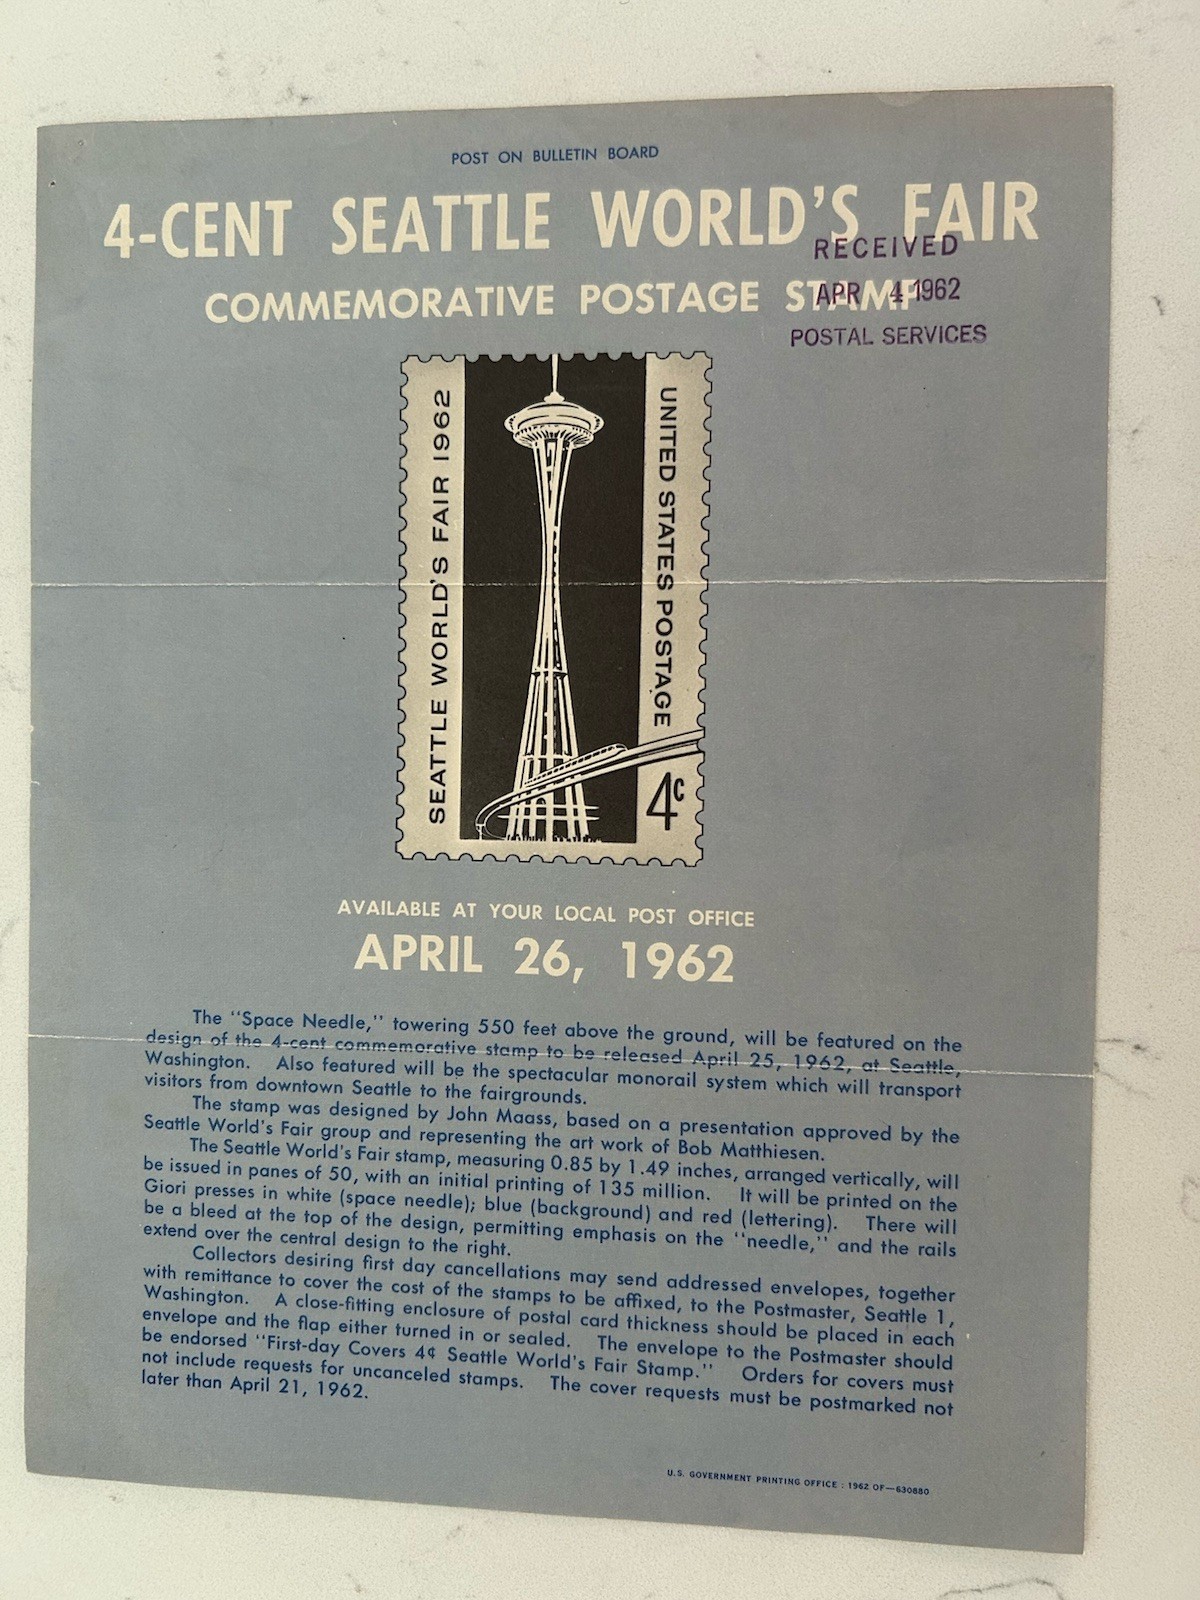 POST ON BULLETIN BOARD
4-CENT SEATTLE WORLD'S FAIR
COMMEMORATIVE POSTAGE STAMP
RECEIVED
APR 4 1962
POSTAL SERVICES
SEATTLE WORLD'S FAIR 1962
UNITED STATES POSTAGE
4c
AVAILABLE AT YOUR LOCAL POST OFFICE
APRIL 26, 1962
The "Space Needle," towering 550 feet above the ground, will be featured on the
design of the 4-cent commemorative stamp to be released April 25, 1962, at Seattle,
Washington. Also featured will be the spectacular monorail system which will transport
visitors from downtown Seattle to the fairgrounds.
The stamp was designed by John Maass, based on a presentation approved by the
Seattle World's Fair group and representing the art work of Bob Matthiesen.
The Seattle World's Fair stamp, measuring 0.85 by 1.49 inches, arranged vertically, will
be issued in panes of 50, with an initial printing of 135 million. It will be printed on the
Giori presses in white (space needle); blue (background) and red (lettering). There will
be a bleed at the top of the design, permitting emphasis on the "needle," and the rails
extend over the central design to the right.
Collectors desiring first day cancellations may send addressed envelopes, together
with remittance to cover the cost of the stamps to be affixed, to the Postmaster, Seattle 1,
Washington. A close-fitting enclosure of postal card thickness should be placed in each
envelope and the flap either turned in or sealed. The envelope to the Postmaster should
be endorsed "First-day Covers 4¢ Seattle World's Fair Stamp." Orders for covers must
not include requests for uncanceled stamps. The cover requests must be postmarked not
later than April 21, 1962.
U.S. GOVERNMENT PRINTING OFFICE : 1962 OF—630880